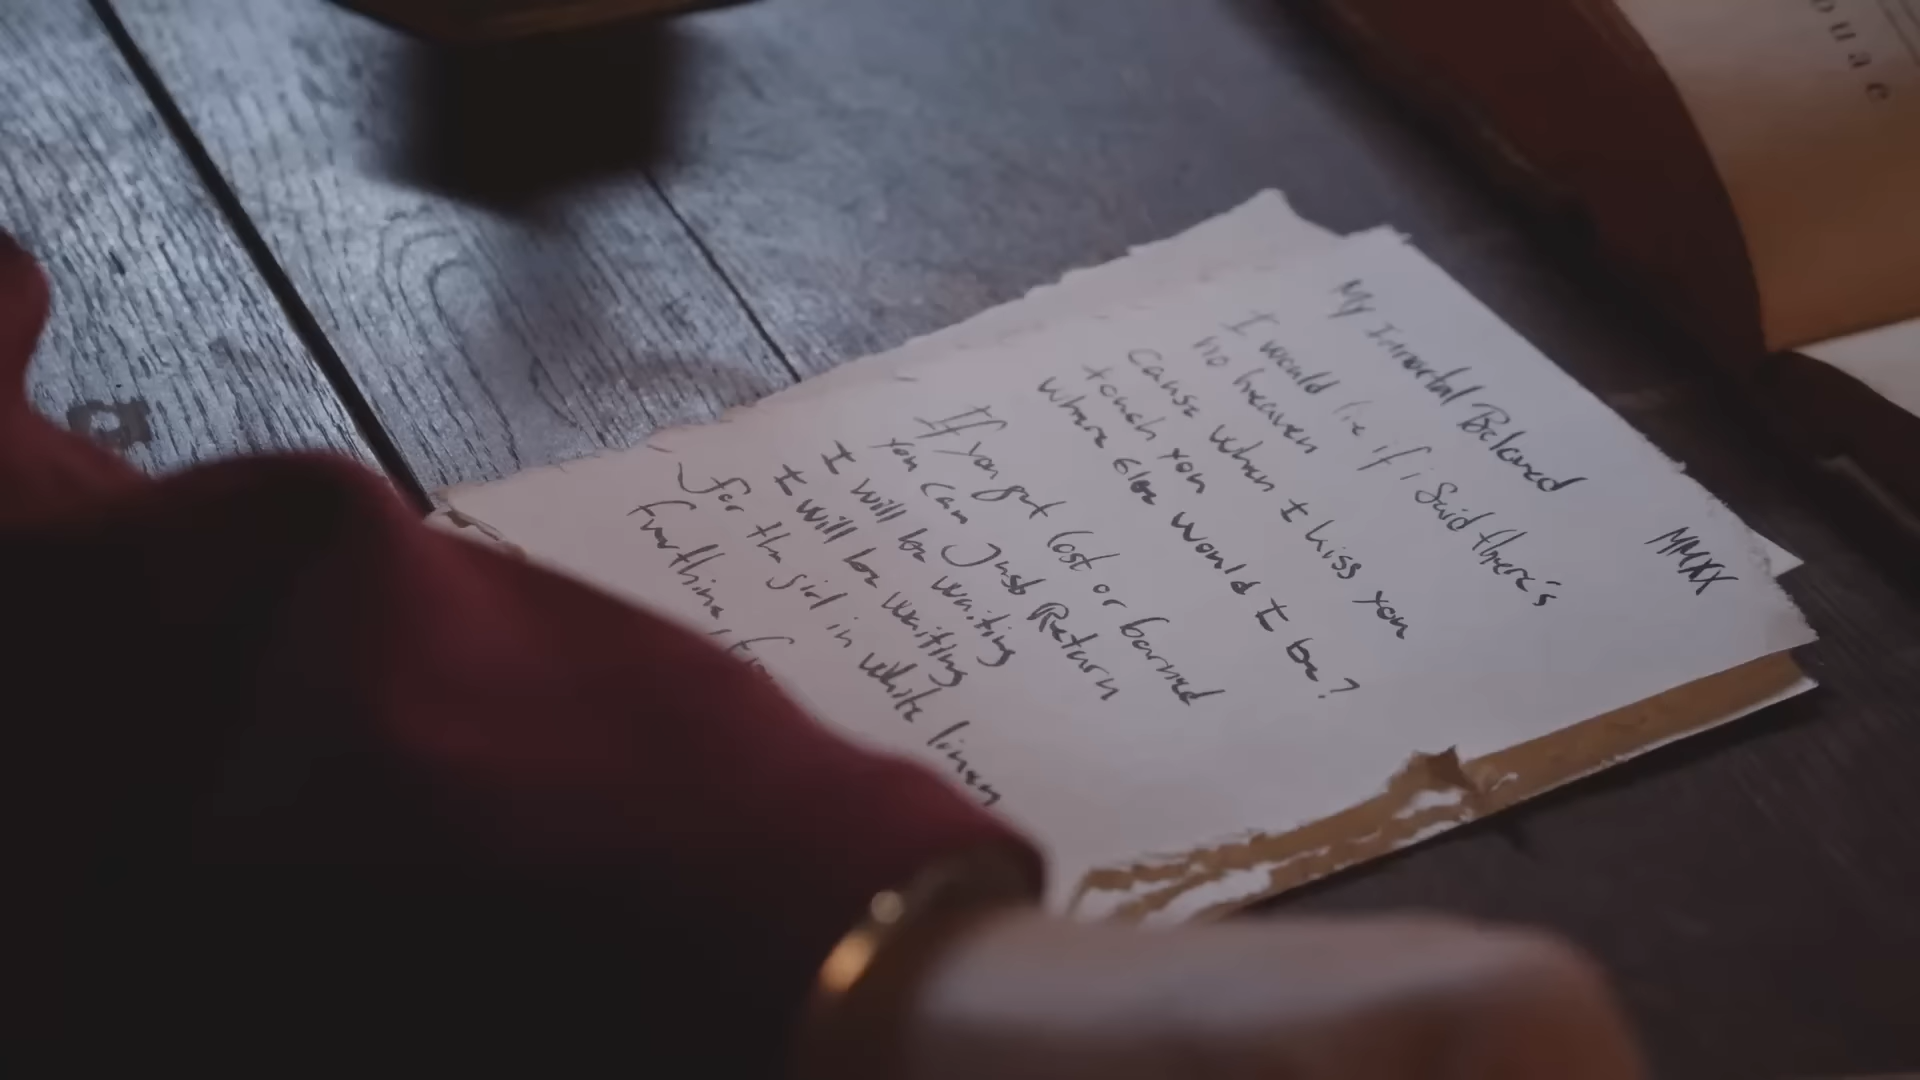 MMXX
My Immortal Beloved
I would lie if i Said there's
no heaven
Cause when I kiss you
touch you
where Else would I be?
If you get Lost or barned
You can Just Return
I will be waiting
I will be waiting
for the girl in white linen
ouac